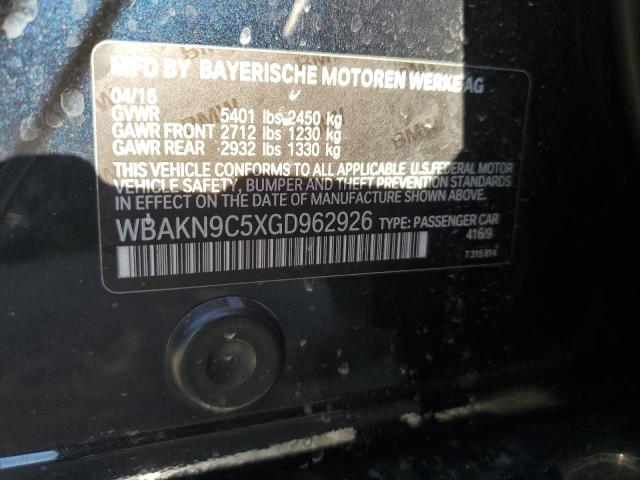 MFD BY BAYERISCHE MOTOREN WERKE AG
04/16
GVWR 5401 lbs 2450 kg
GAWR FRONT 2712 lbs 1230 kg
GAWR REAR 2932 lbs 1330 kg
THIS VEHICLE CONFORMS TO ALL APPLICABLE U.S.FEDERAL MOTOR
VEHICLE SAFETY, BUMPER AND THEFT PREVENTION STANDARDS
IN EFFECT ON THE DATE OF MANUFACTURE SHOWN ABOVE.
WBAKN9C5XGD962926 TYPE: PASSENGER CAR
416/9
7 315 814